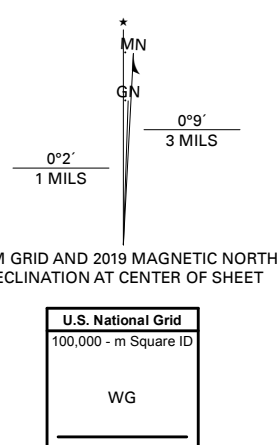 ★
MN
GN
0°9´
3 MILS
0°2´
1 MILS
M GRID AND 2019 MAGNETIC NORTH
ECLINATION AT CENTER OF SHEET
U.S. National Grid
100,000 - m Square ID
WG